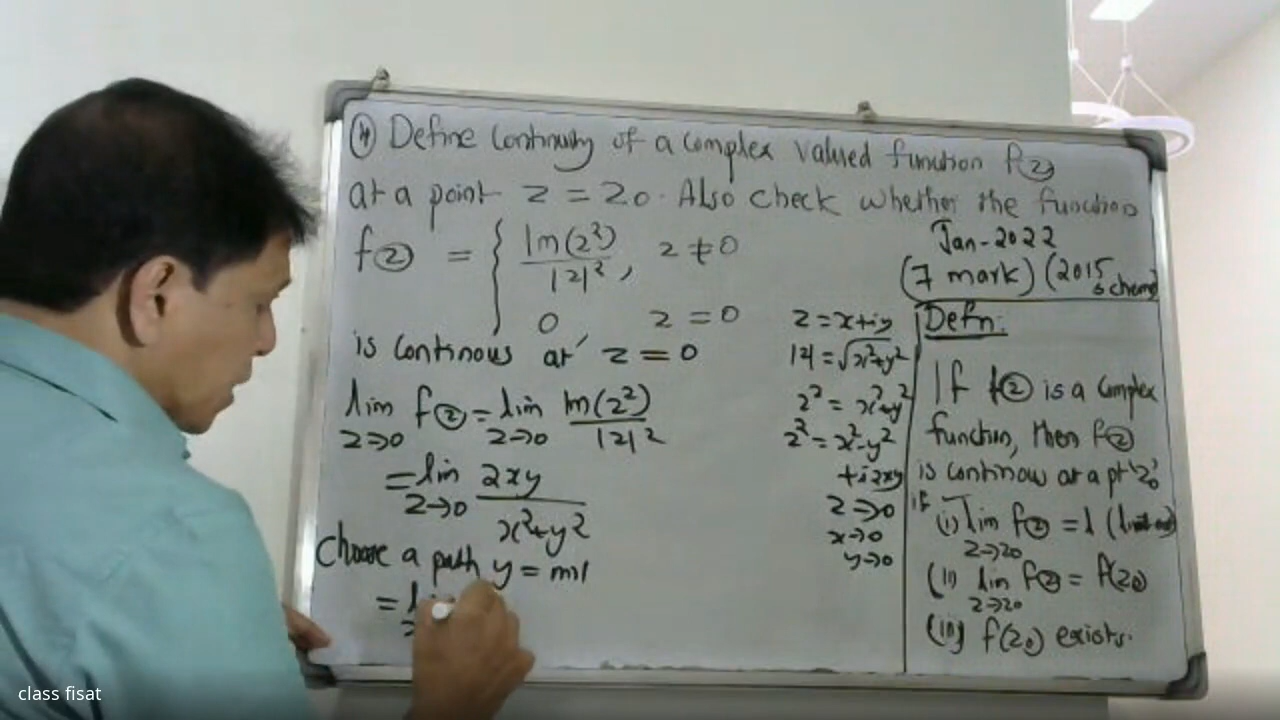 (4) Define Continuity of a Complex Valued function f(z)
at a point z = z0. Also check whether the function
f(z) = { Im(z²)/|z|², z ≠ 0
0, z = 0
is continous at z = 0
Jan-2022
(7 mark) (2015 scheme)
lim z→0 f(z) = lim z→0 Im(z²)/|z|²
= lim z→0 2xy/x²+y²
Choose a path y = mx
= lim
z = x+iy
|z| = √x²+y²
z² = x²+y²
z² = x²-y²
+i2xy
z→0
x→0
y→0
Defn:
If f(z) is a complex
function, then f(z)
is continous at a pt 'z0'
if (i) lim z→z0 f(z) = l
(ii) lim z→z0 f(z) = f(z0)
(iii) f(z0) exists.
class fisat